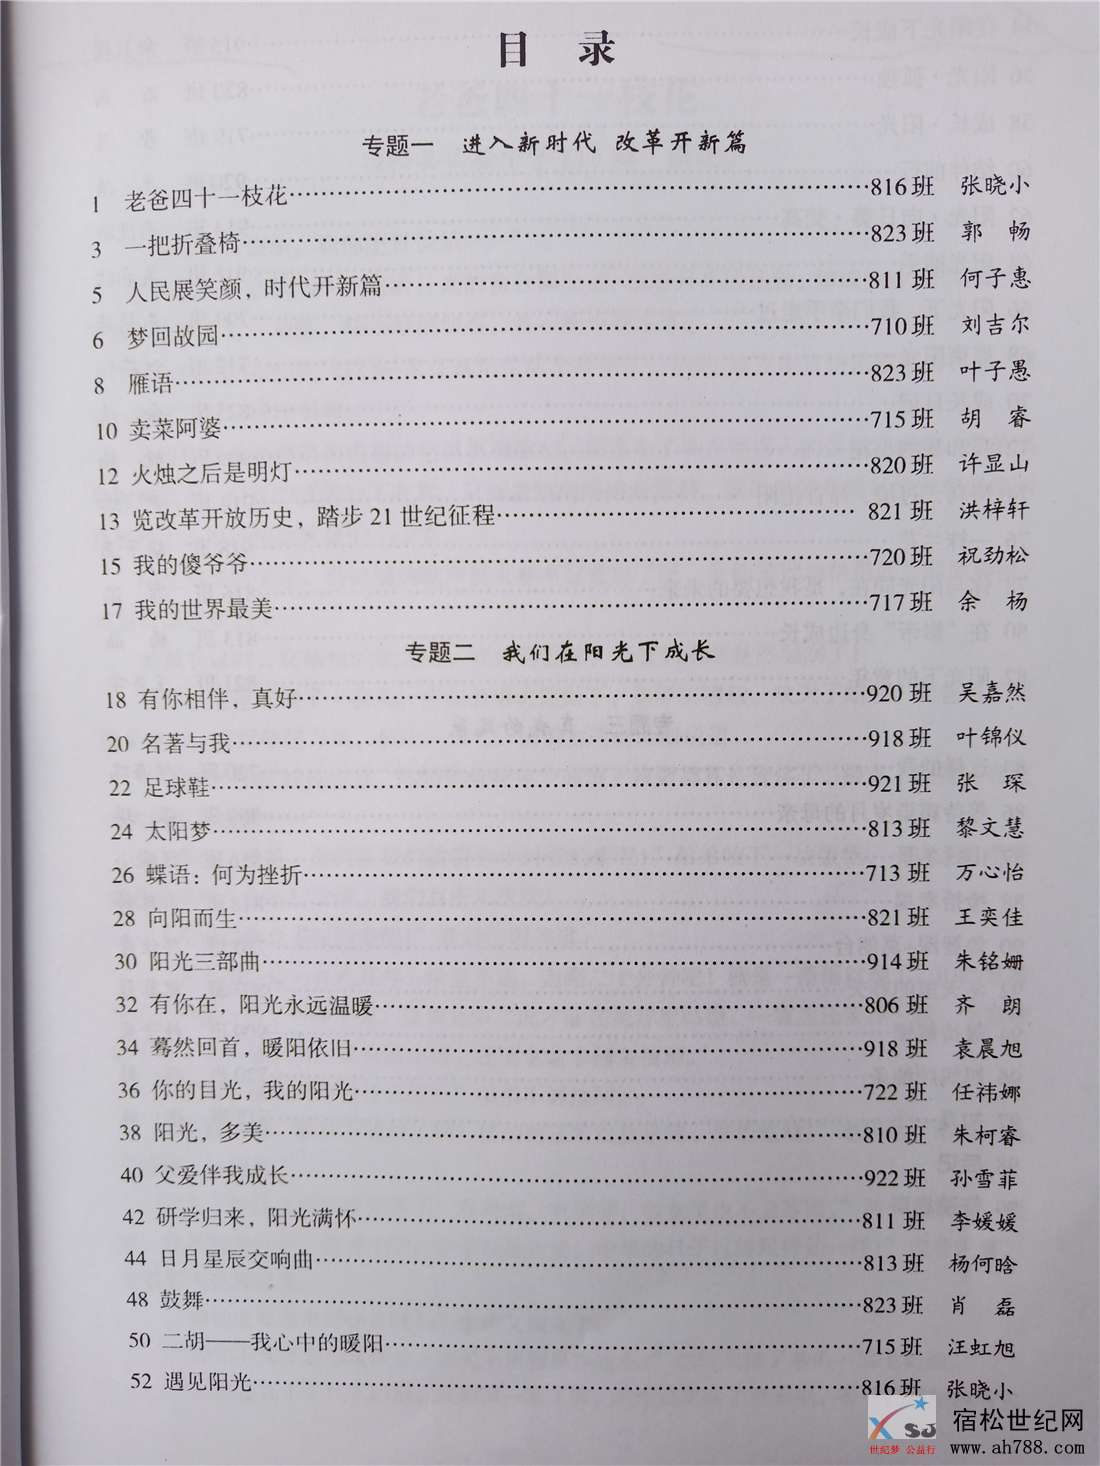 目 录
专题一 进入新时代 改革开新篇
1 老爸四十一枝花……816班 张晓小
3 一把折叠椅……823班 郭 畅
5 人民展笑颜，时代开新篇……811班 何子惠
6 梦回故园……710班 刘吉尔
8 雁语……823班 叶子愚
10 卖菜阿婆……715班 胡 睿
12 火烛之后是明灯……820班 许显山
13 览改革开放历史，踏步21世纪征程……821班 洪梓轩
15 我的傻爷爷……720班 祝劲松
17 我的世界最美……717班 余 杨
专题二 我们在阳光下成长
18 有你相伴，真好……920班 吴嘉然
20 名著与我……918班 叶锦仪
22 足球鞋……921班 张 琛
24 太阳梦……813班 黎文慧
26 蝶语：何为挫折……713班 万心怡
28 向阳而生……821班 王奕佳
30 阳光三部曲……914班 朱铭姗
32 有你在，阳光永远温暖……806班 齐 朗
34 蓦然回首，暖阳依旧……918班 袁晨旭
36 你的目光，我的阳光……722班 任祎娜
38 阳光，多美……810班 朱柯睿
40 父爱伴我成长……922班 孙雪菲
42 研学归来，阳光满怀……811班 李媛媛
44 日月星辰交响曲……813班 杨何晗
48 鼓舞……823班 肖 磊
50 二胡——我心中的暖阳……715班 汪虹旭
52 遇见阳光……816班 张晓小
XSJ 宿松世纪网
世纪梦 公益行 www.ah788.com